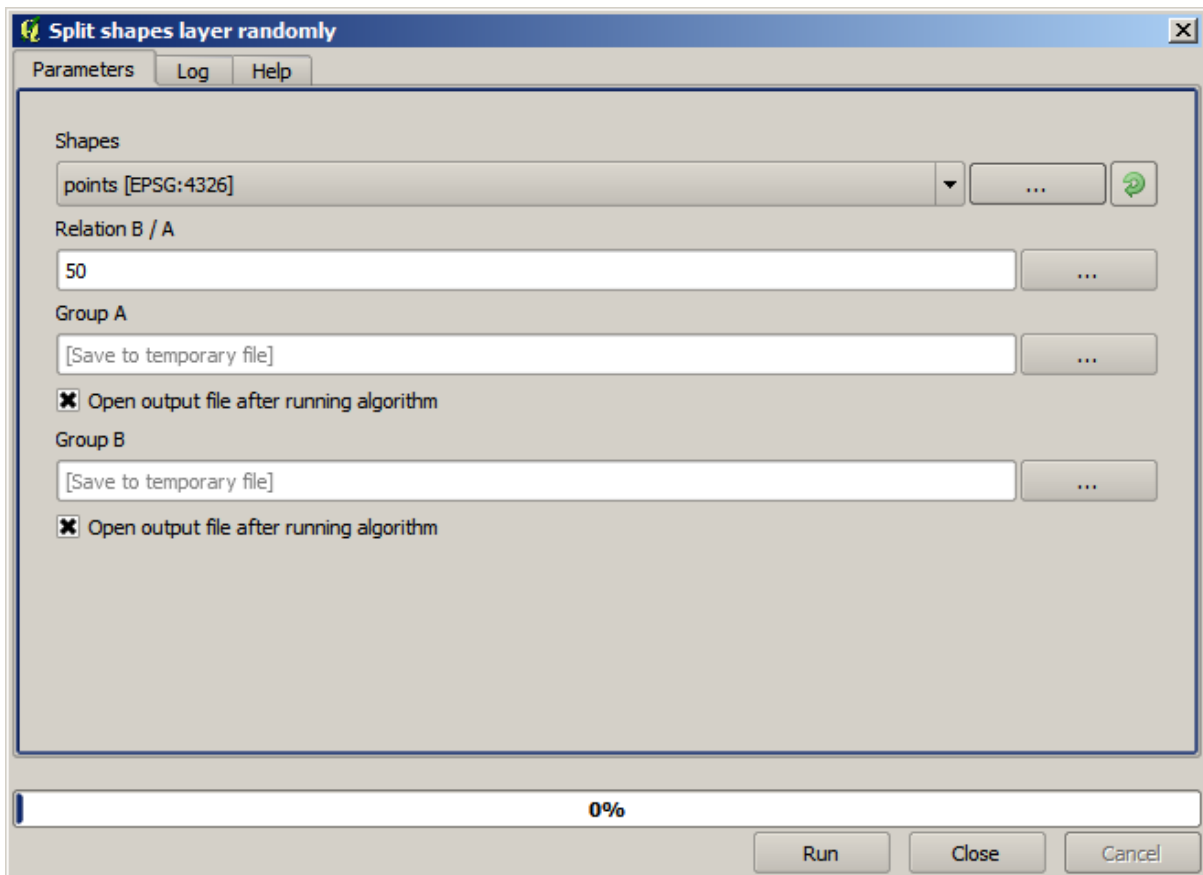 Split shapes layer randomly
Parameters Log Help
Shapes
points [EPSG:4326] ...
Relation B / A
50 ...
Group A
[Save to temporary file] ...
Open output file after running algorithm
Group B
[Save to temporary file] ...
Open output file after running algorithm
0%
Run Close Cancel